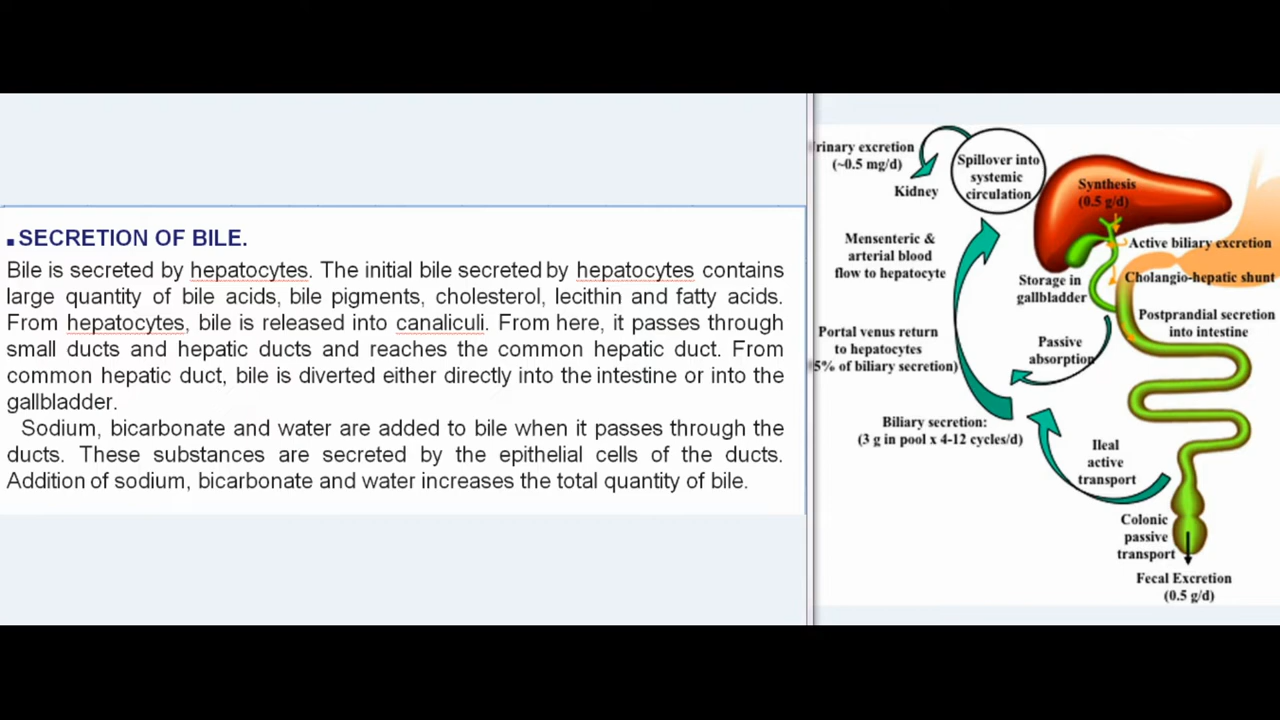 ▪SECRETION OF BILE.
Bile is secreted by hepatocytes. The initial bile secreted by hepatocytes contains
large quantity of bile acids, bile pigments, cholesterol, lecithin and fatty acids.
From hepatocytes, bile is released into canaliculi. From here, it passes through
small ducts and hepatic ducts and reaches the common hepatic duct. From
common hepatic duct, bile is diverted either directly into the intestine or into the
gallbladder.
Sodium, bicarbonate and water are added to bile when it passes through the
ducts. These substances are secreted by the epithelial cells of the ducts.
Addition of sodium, bicarbonate and water increases the total quantity of bile.
rinary excretion
(~0.5 mg/d)
Kidney
Spillover into
systemic
circulation
Synthesis
(0.5 g/d)
Active biliary excretion
Cholangio-hepatic shunt
Mensenteric &
arterial blood
flow to hepatocyte
Storage in
gallbladder
Postprandial secretion
into intestine
Portal venus return
to hepatocytes
5% of biliary secretion)
Passive
absorption
Biliary secretion:
(3 g in pool x 4-12 cycles/d)
Ileal
active
transport
Colonic
passive
transport
Fecal Excretion
(0.5 g/d)